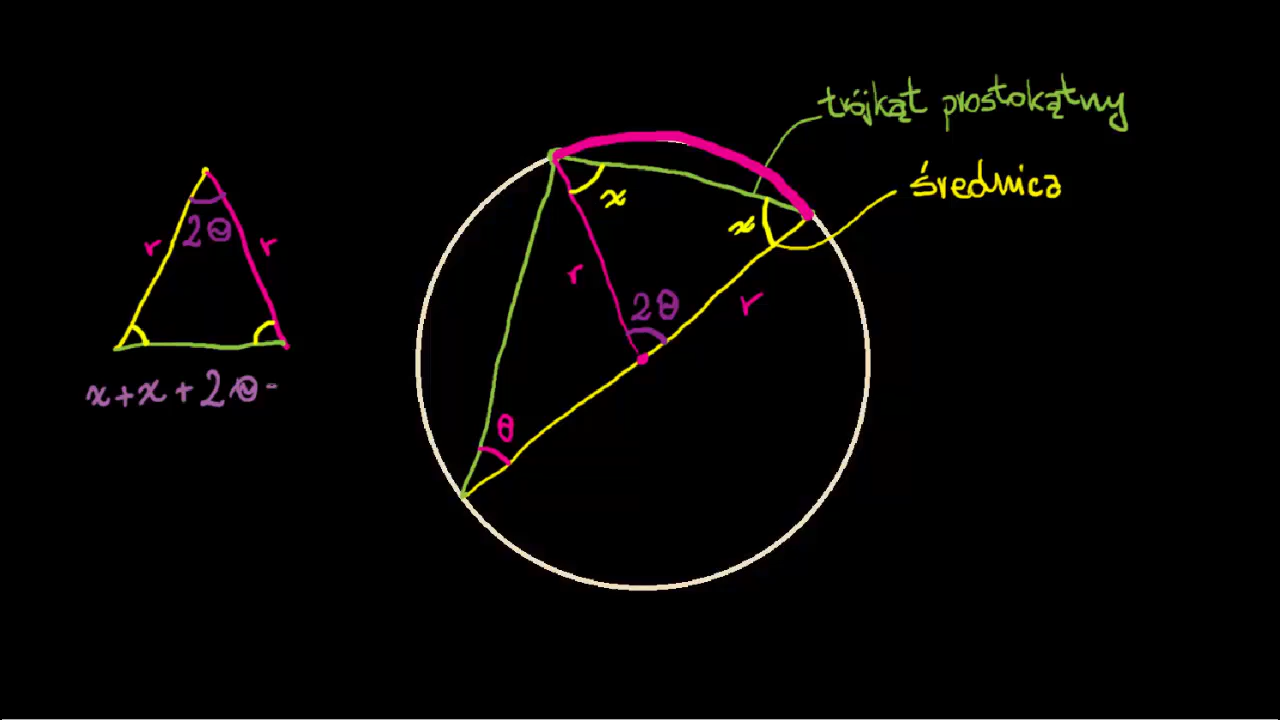 trójkąt prostokątny
średnica
2Θ
r r
x + x + 2Θ -
x
x
r
2θ
r
θ